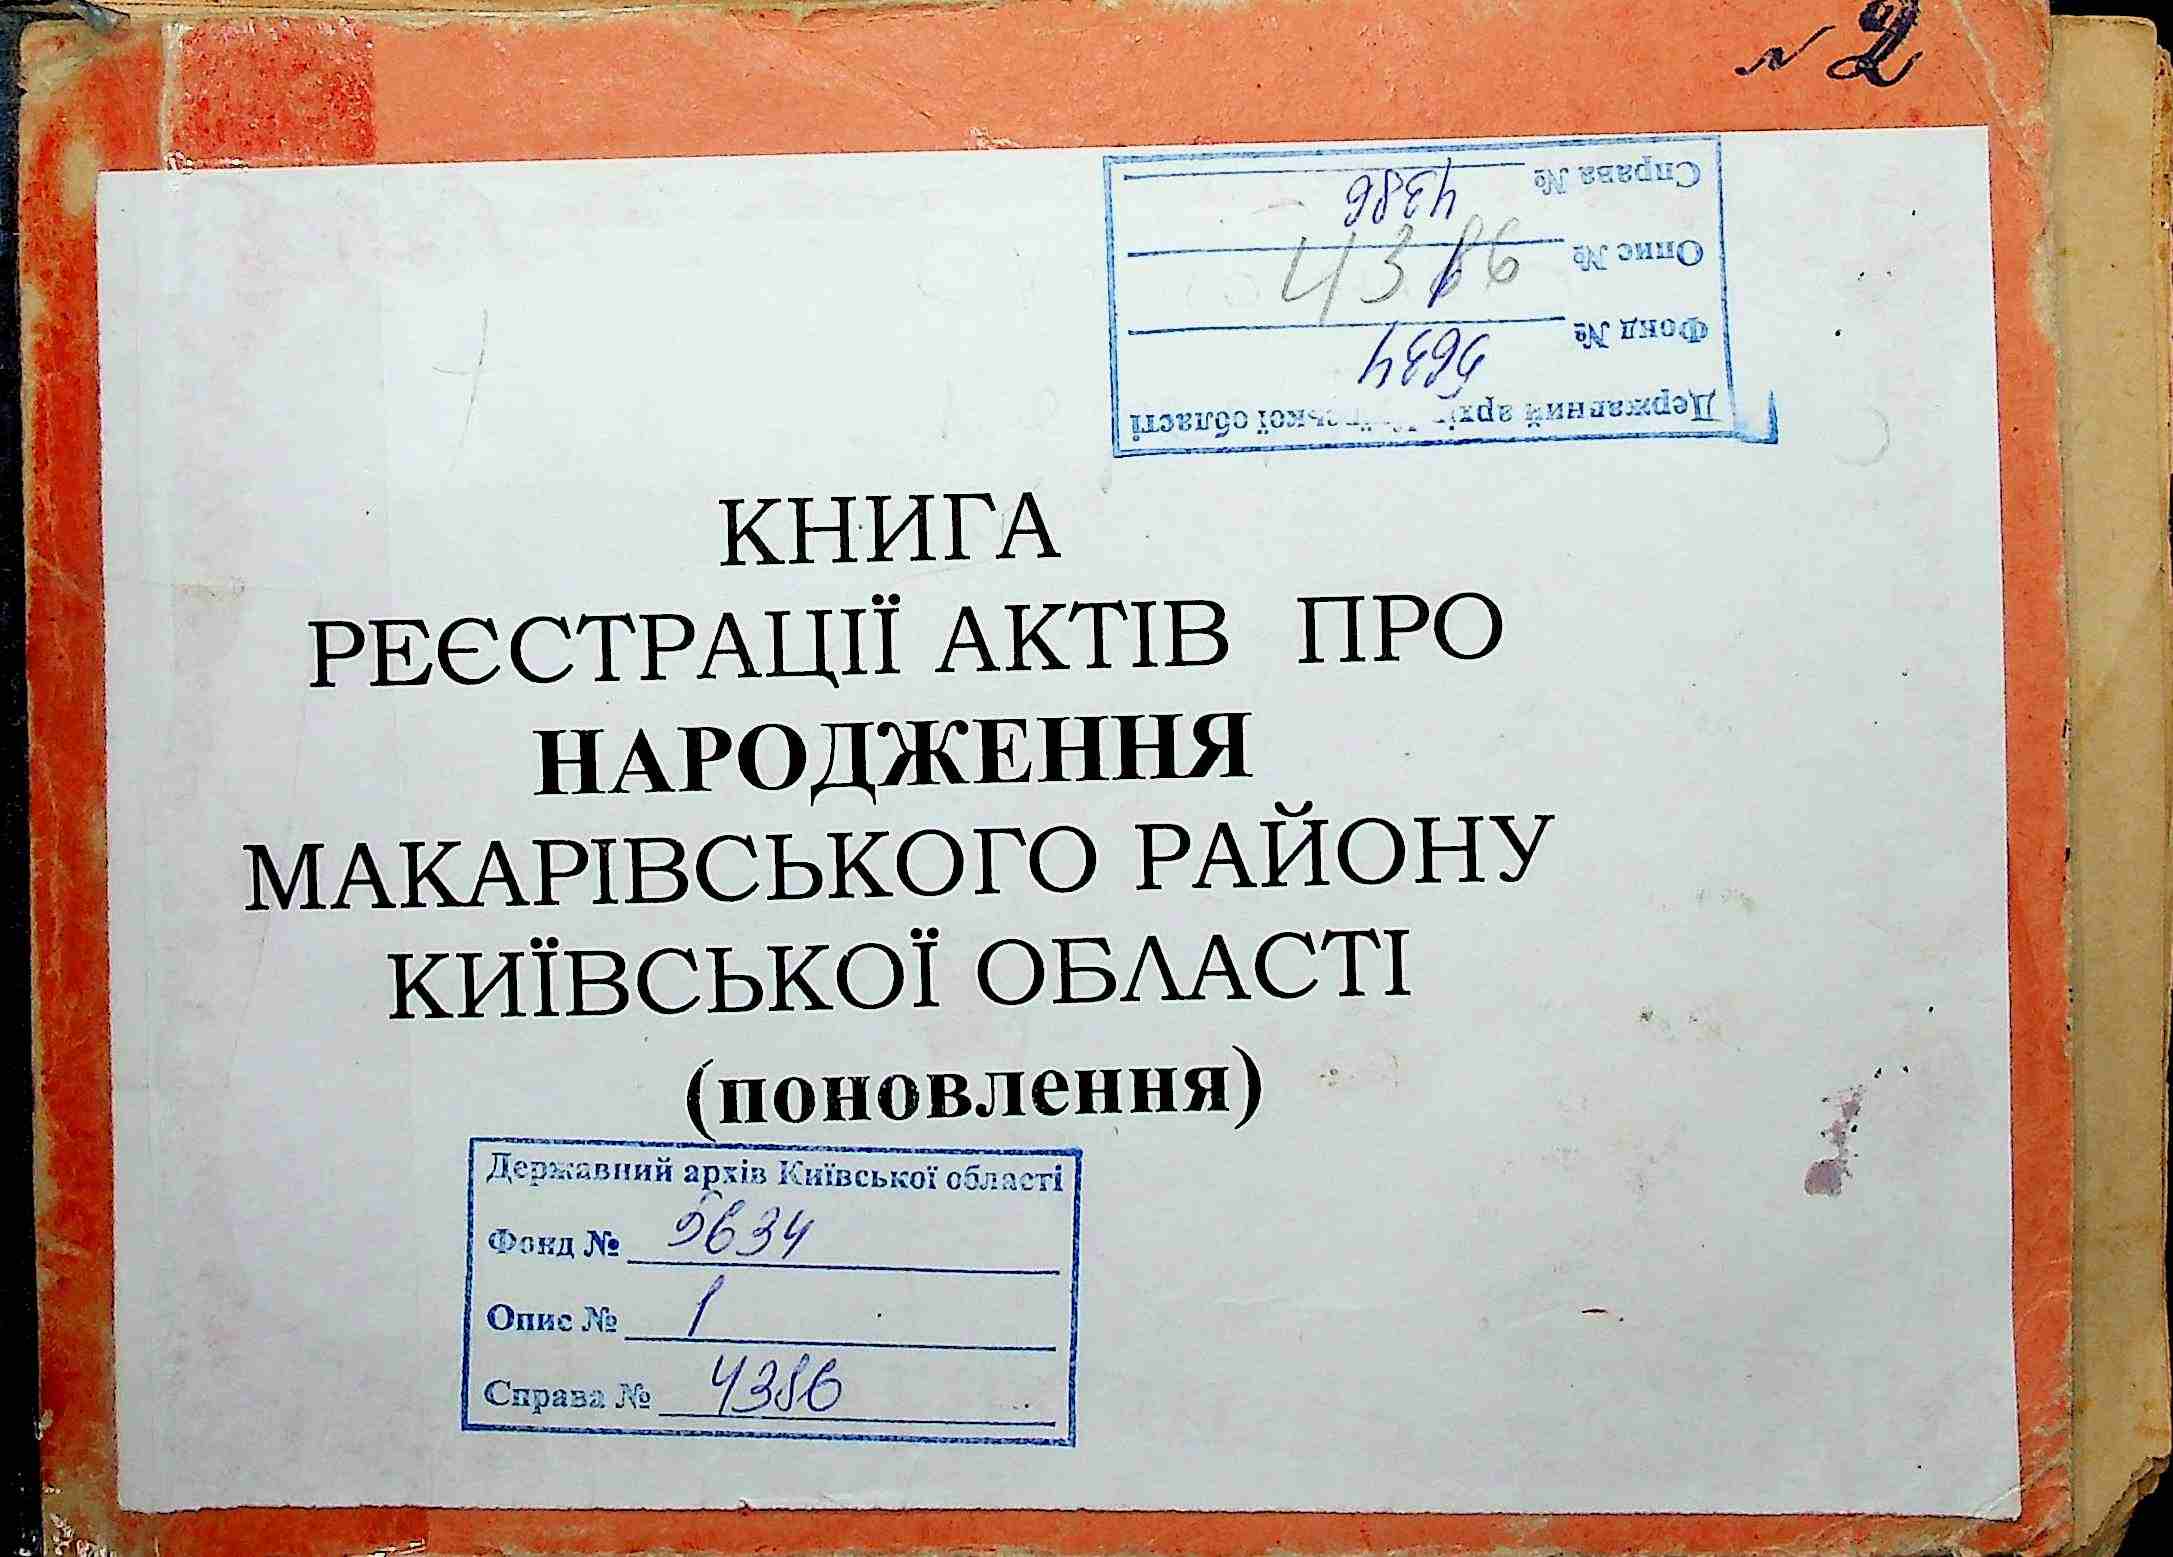 N 2
Державний архів Київської області
Фонд № 5634
Опис № 1
Справа № 4386
4386
КНИГА
РЕЄСТРАЦІЇ АКТІВ ПРО
НАРОДЖЕННЯ
МАКАРІВСЬКОГО РАЙОНУ
КИЇВСЬКОЇ ОБЛАСТІ
(поновлення)
Державний архів Київської області
Фонд № 5634
Опис № 1
Справа № 4386